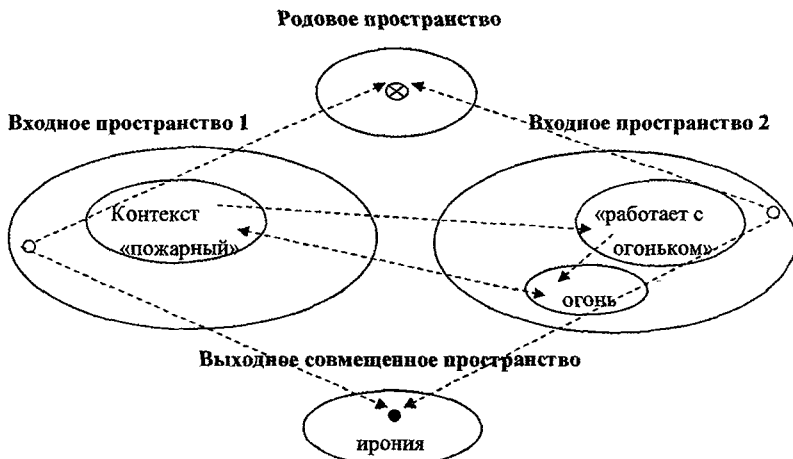 Родовое пространство
Входное пространство 1
Входное пространство 2
Контекст
«пожарный»
«работает с
огоньком»
огонь
Выходное совмещенное пространство
ирония